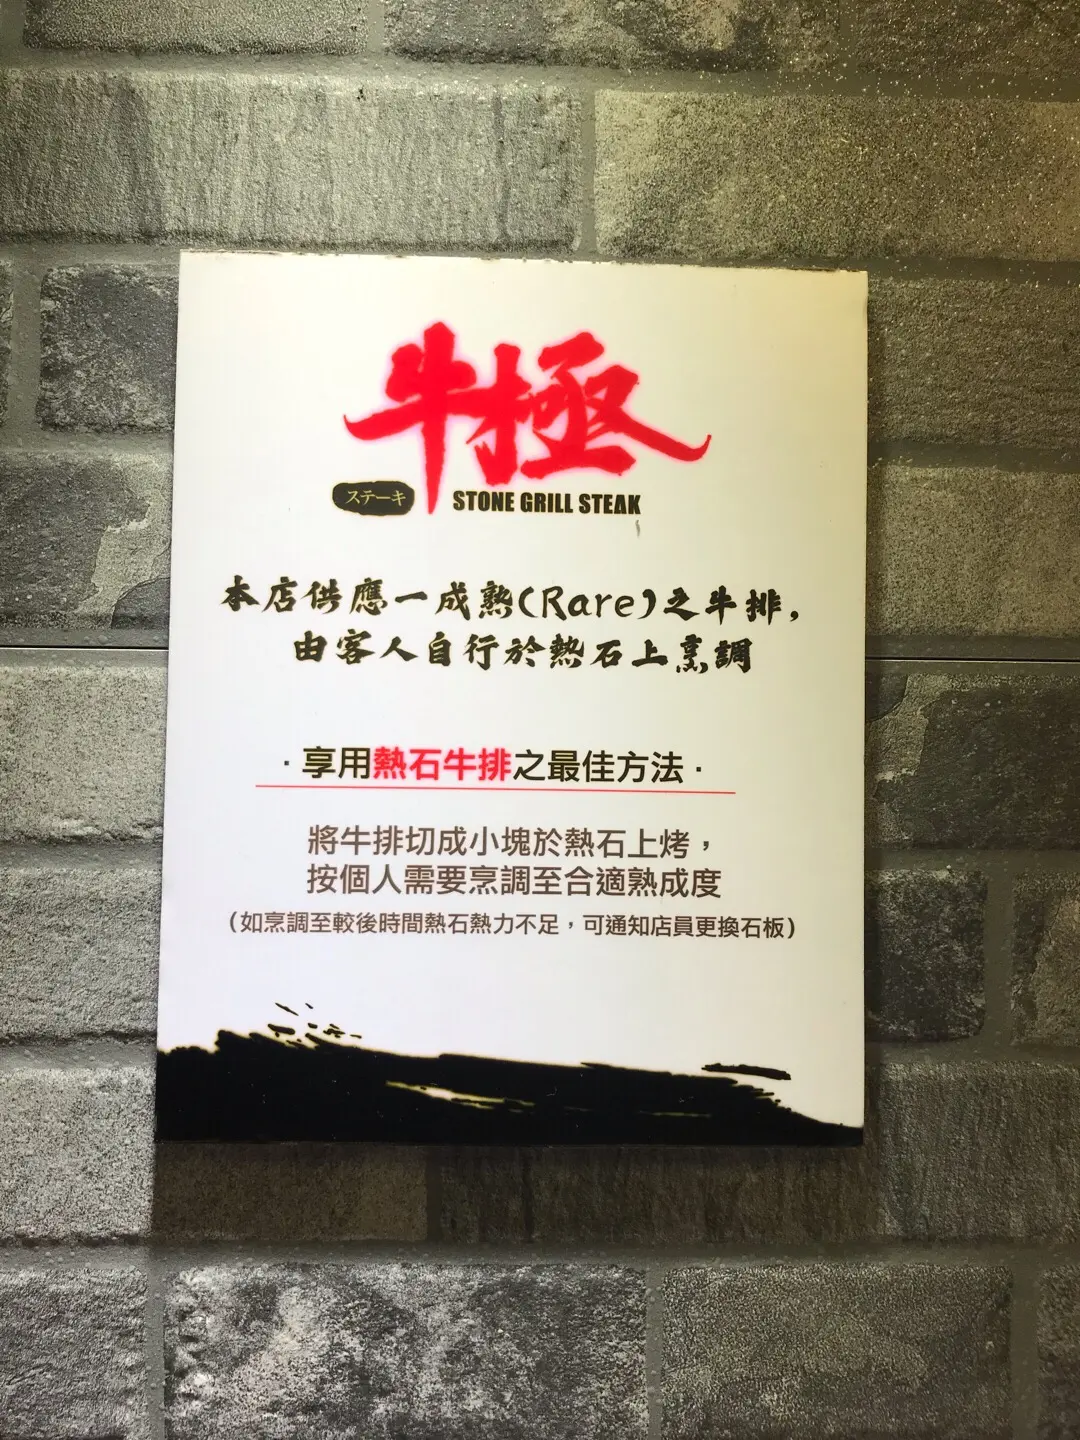 牛極
ステーキ
STONE GRILL STEAK
本店供應一成熟(Rare)之牛排,
由客人自行於熱石上烹調
·享用熱石牛排之最佳方法·
將牛排切成小塊於熱石上烤，
按個人需要烹調至合適熟成度
(如烹調至較後時間熱石熱力不足，可通知店員更換石板)